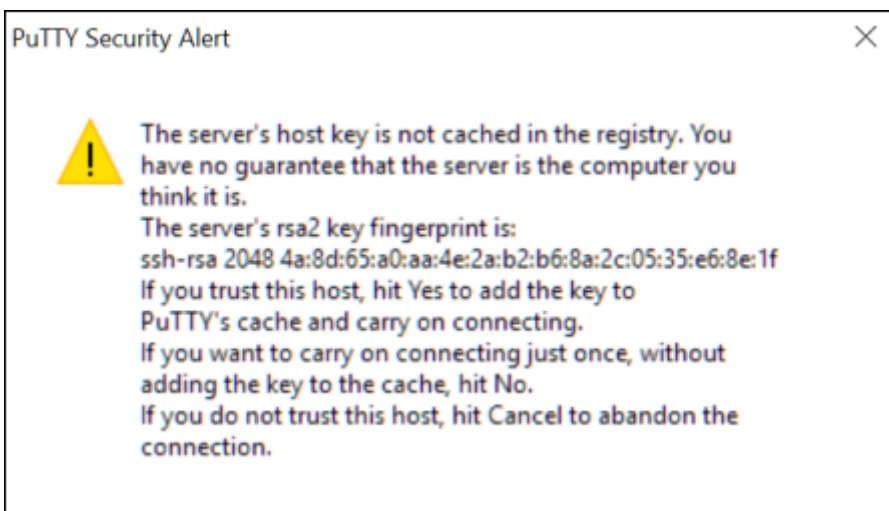 PuTTY Security Alert
The server's host key is not cached in the registry. You
have no guarantee that the server is the computer you
think it is.
The server's rsa2 key fingerprint is:
ssh-rsa 2048 4a:8d:65:a0:aa:4e:2a:b2:b6:8a:2c:05:35:e6:8e:1f
If you trust this host, hit Yes to add the key to
PuTTY's cache and carry on connecting.
If you want to carry on connecting just once, without
adding the key to the cache, hit No.
If you do not trust this host, hit Cancel to abandon the
connection.